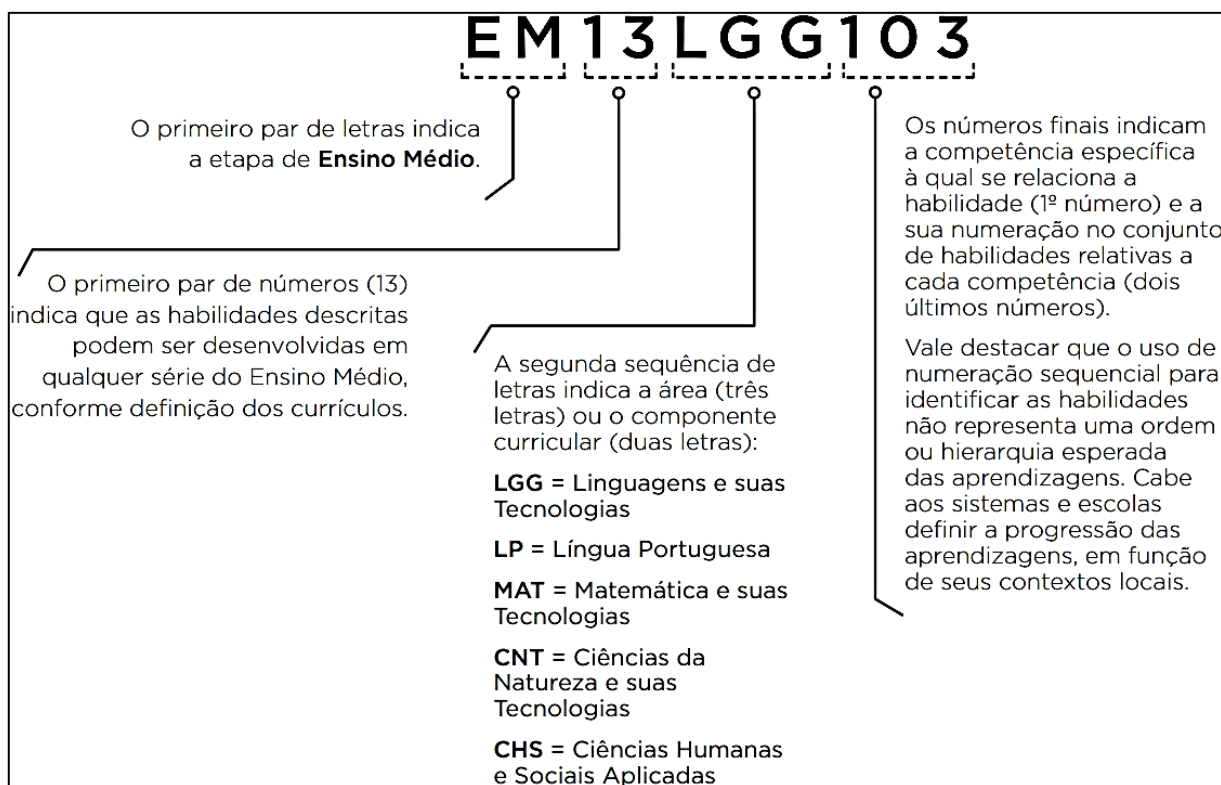 EM13LGG103
O primeiro par de letras indica
a etapa de Ensino Médio.
O primeiro par de números (13)
indica que as habilidades descritas
podem ser desenvolvidas em
qualquer série do Ensino Médio,
conforme definição dos currículos.
A segunda sequência de
letras indica a área (três
letras) ou o componente
curricular (duas letras):
LGG = Linguagens e suas
Tecnologias
LP = Língua Portuguesa
MAT = Matemática e suas
Tecnologias
CNT = Ciências da
Natureza e suas
Tecnologias
CHS = Ciências Humanas
e Sociais Aplicadas
Os números finais indicam
a competência específica
à qual se relaciona a
habilidade (1º número) e a
sua numeração no conjunto
de habilidades relativas a
cada competência (dois
últimos números).
Vale destacar que o uso de
numeração sequencial para
identificar as habilidades
não representa uma ordem
ou hierarquia esperada
das aprendizagens. Cabe
aos sistemas e escolas
definir a progressão das
aprendizagens, em função
de seus contextos locais.